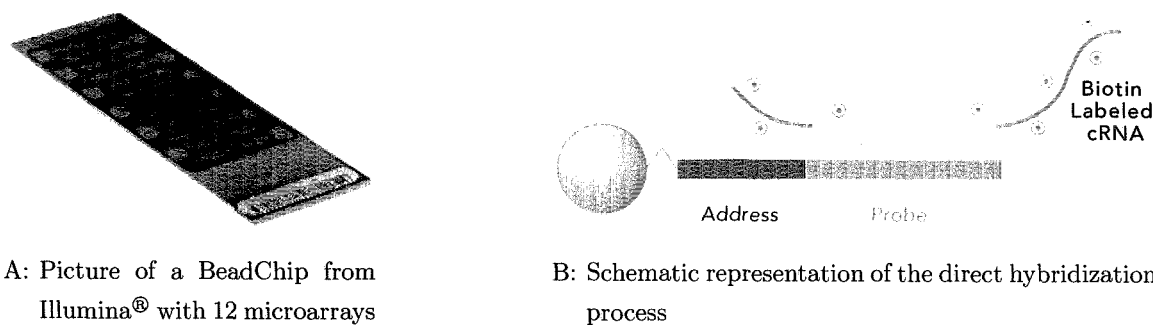 Biotin
Labeled
cRNA
Address
Probe
A: Picture of a BeadChip from
Illumina® with 12 microarrays
B: Schematic representation of the direct hybridization
process